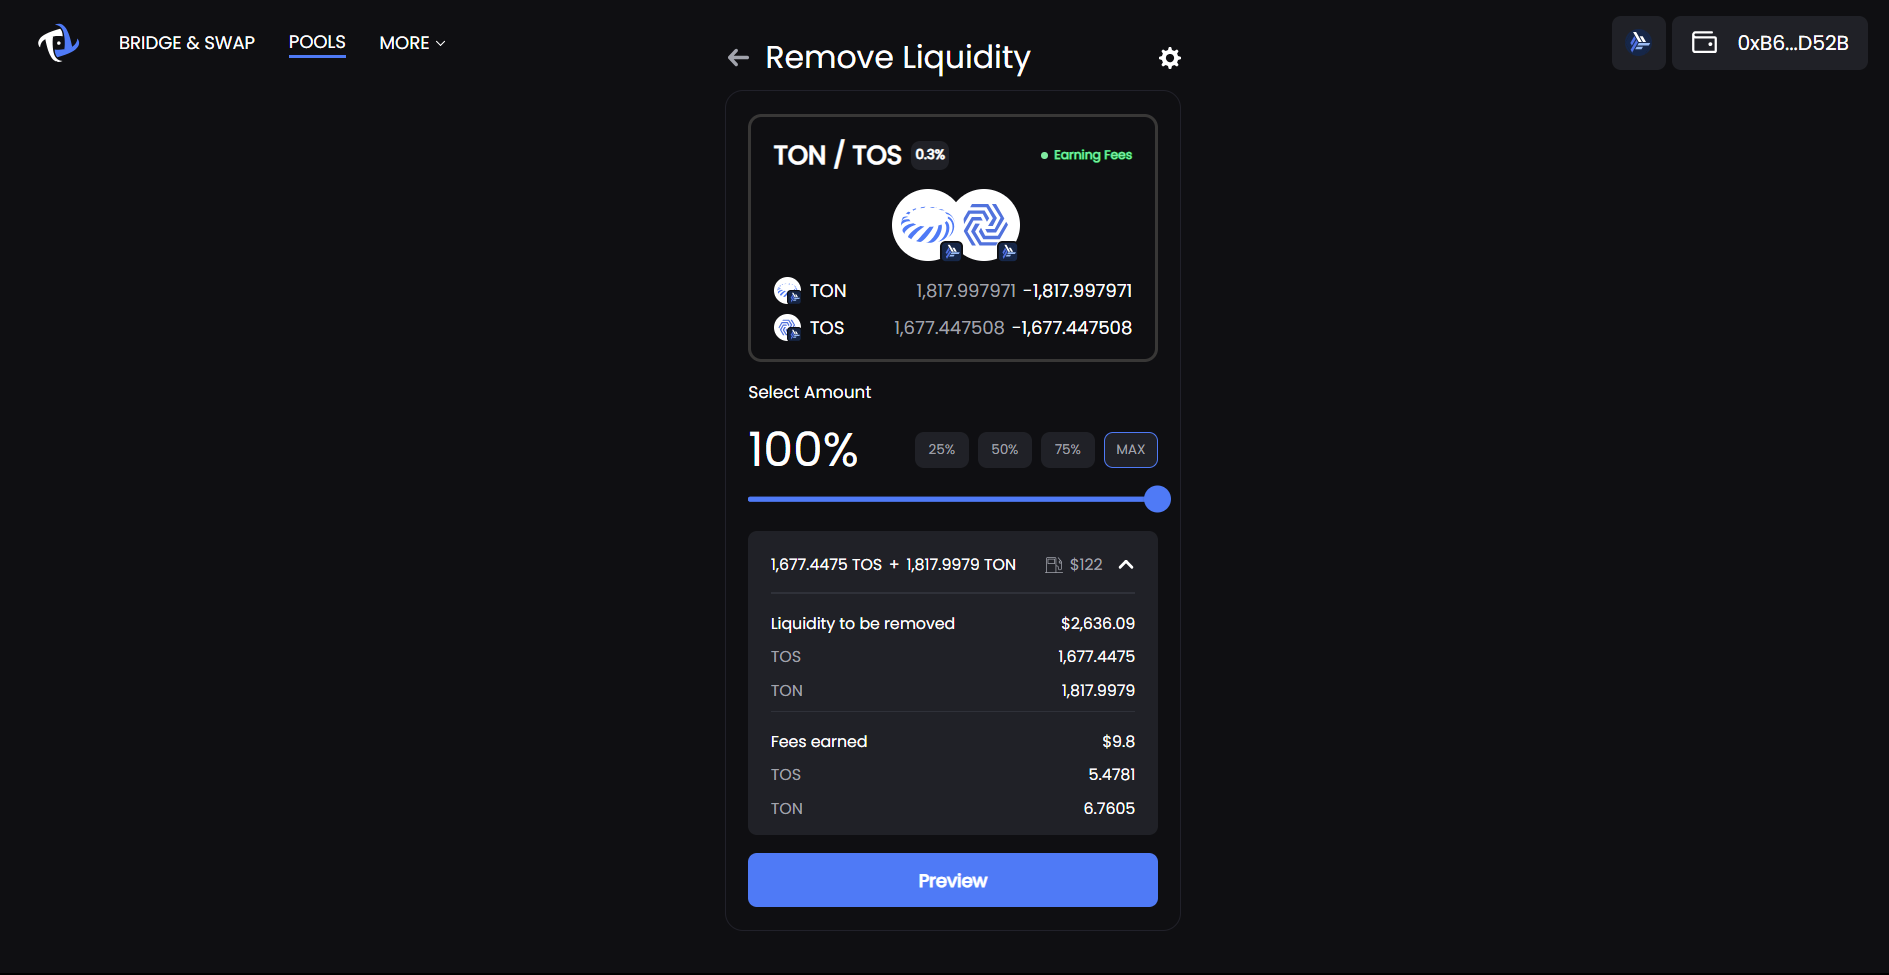 BRIDGE & SWAP POOLS MORE
0xB6...D52B
Remove Liquidity
TON / TOS 0.3% Earning Fees
TON 1,817.997971 -1,817.997971
TOS 1,677.447508 -1,677.447508
Select Amount
100% 25% 50% 75% MAX
1,677.4475 TOS + 1,817.9979 TON $122
Liquidity to be removed $2,636.09
TOS 1,677.4475
TON 1,817.9979
Fees earned $9.8
TOS 5.4781
TON 6.7605
Preview